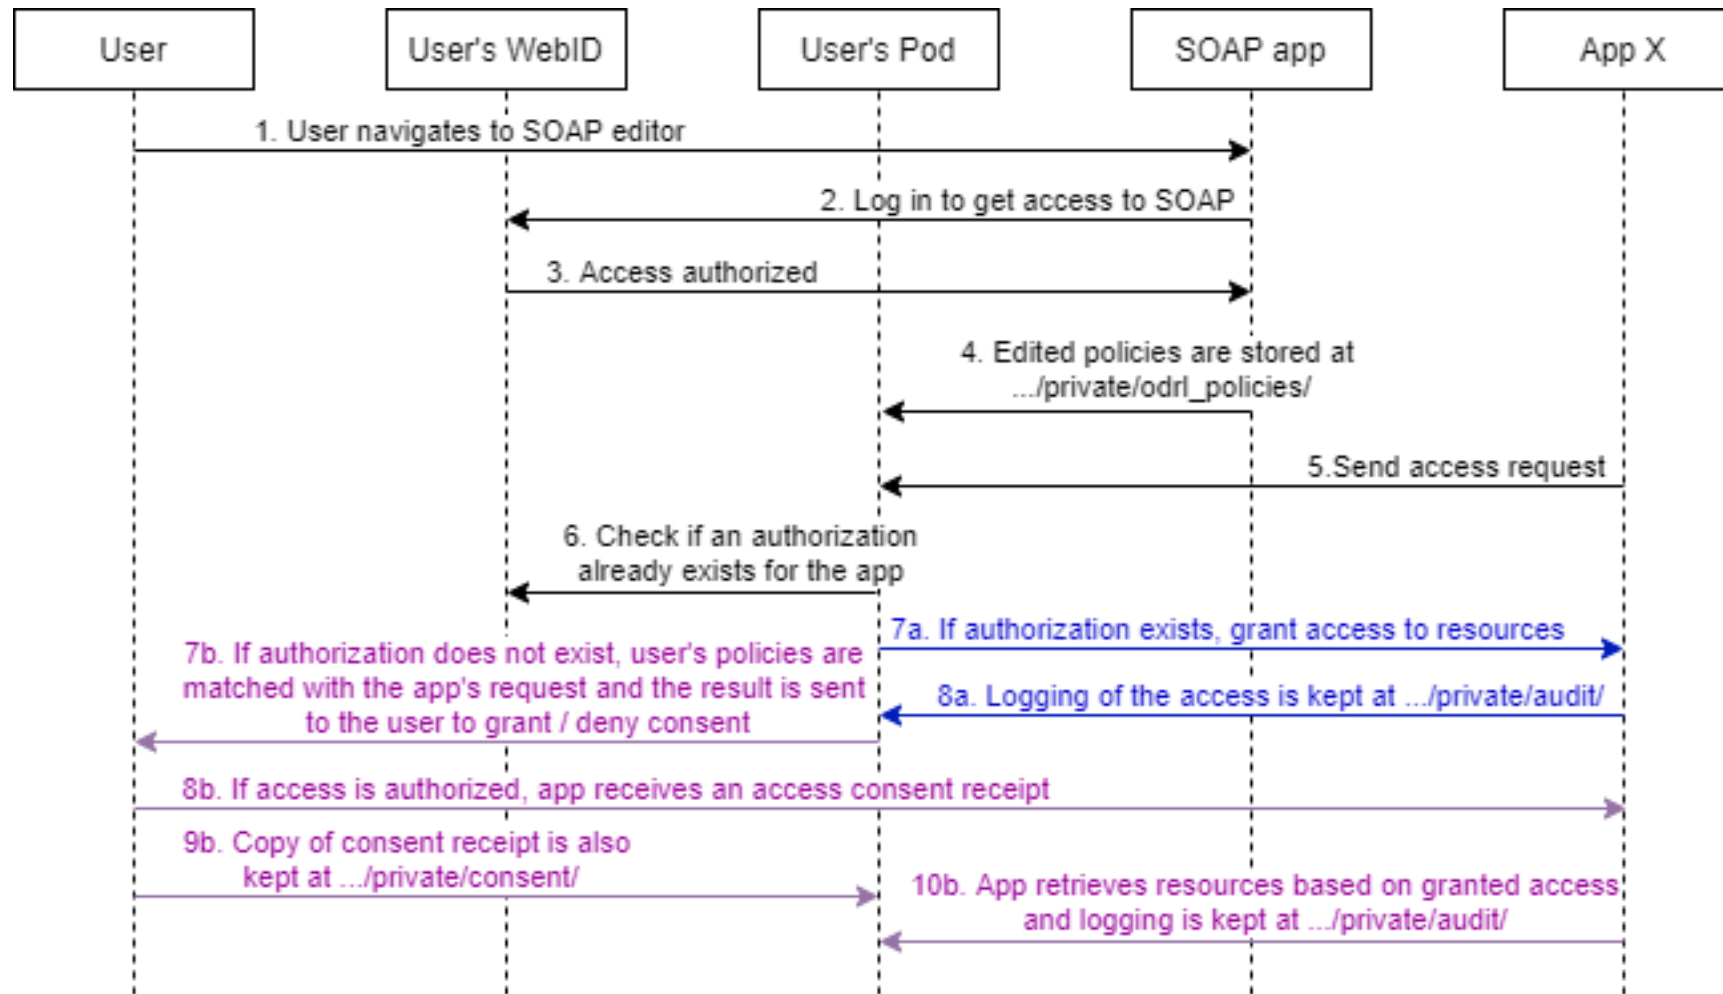 User
User's WebID
User's Pod
SOAP app
App X
1. User navigates to SOAP editor
2. Log in to get access to SOAP
3. Access authorized
4. Edited policies are stored at
.../private/odrl_policies/
5.Send access request
6. Check if an authorization
already exists for the app
7a. If authorization exists, grant access to resources
7b. If authorization does not exist, user's policies are
matched with the app's request and the result is sent
to the user to grant / deny consent
8a. Logging of the access is kept at .../private/audit/
8b. If access is authorized, app receives an access consent receipt
9b. Copy of consent receipt is also
kept at .../private/consent/
10b. App retrieves resources based on granted access
and logging is kept at .../private/audit/